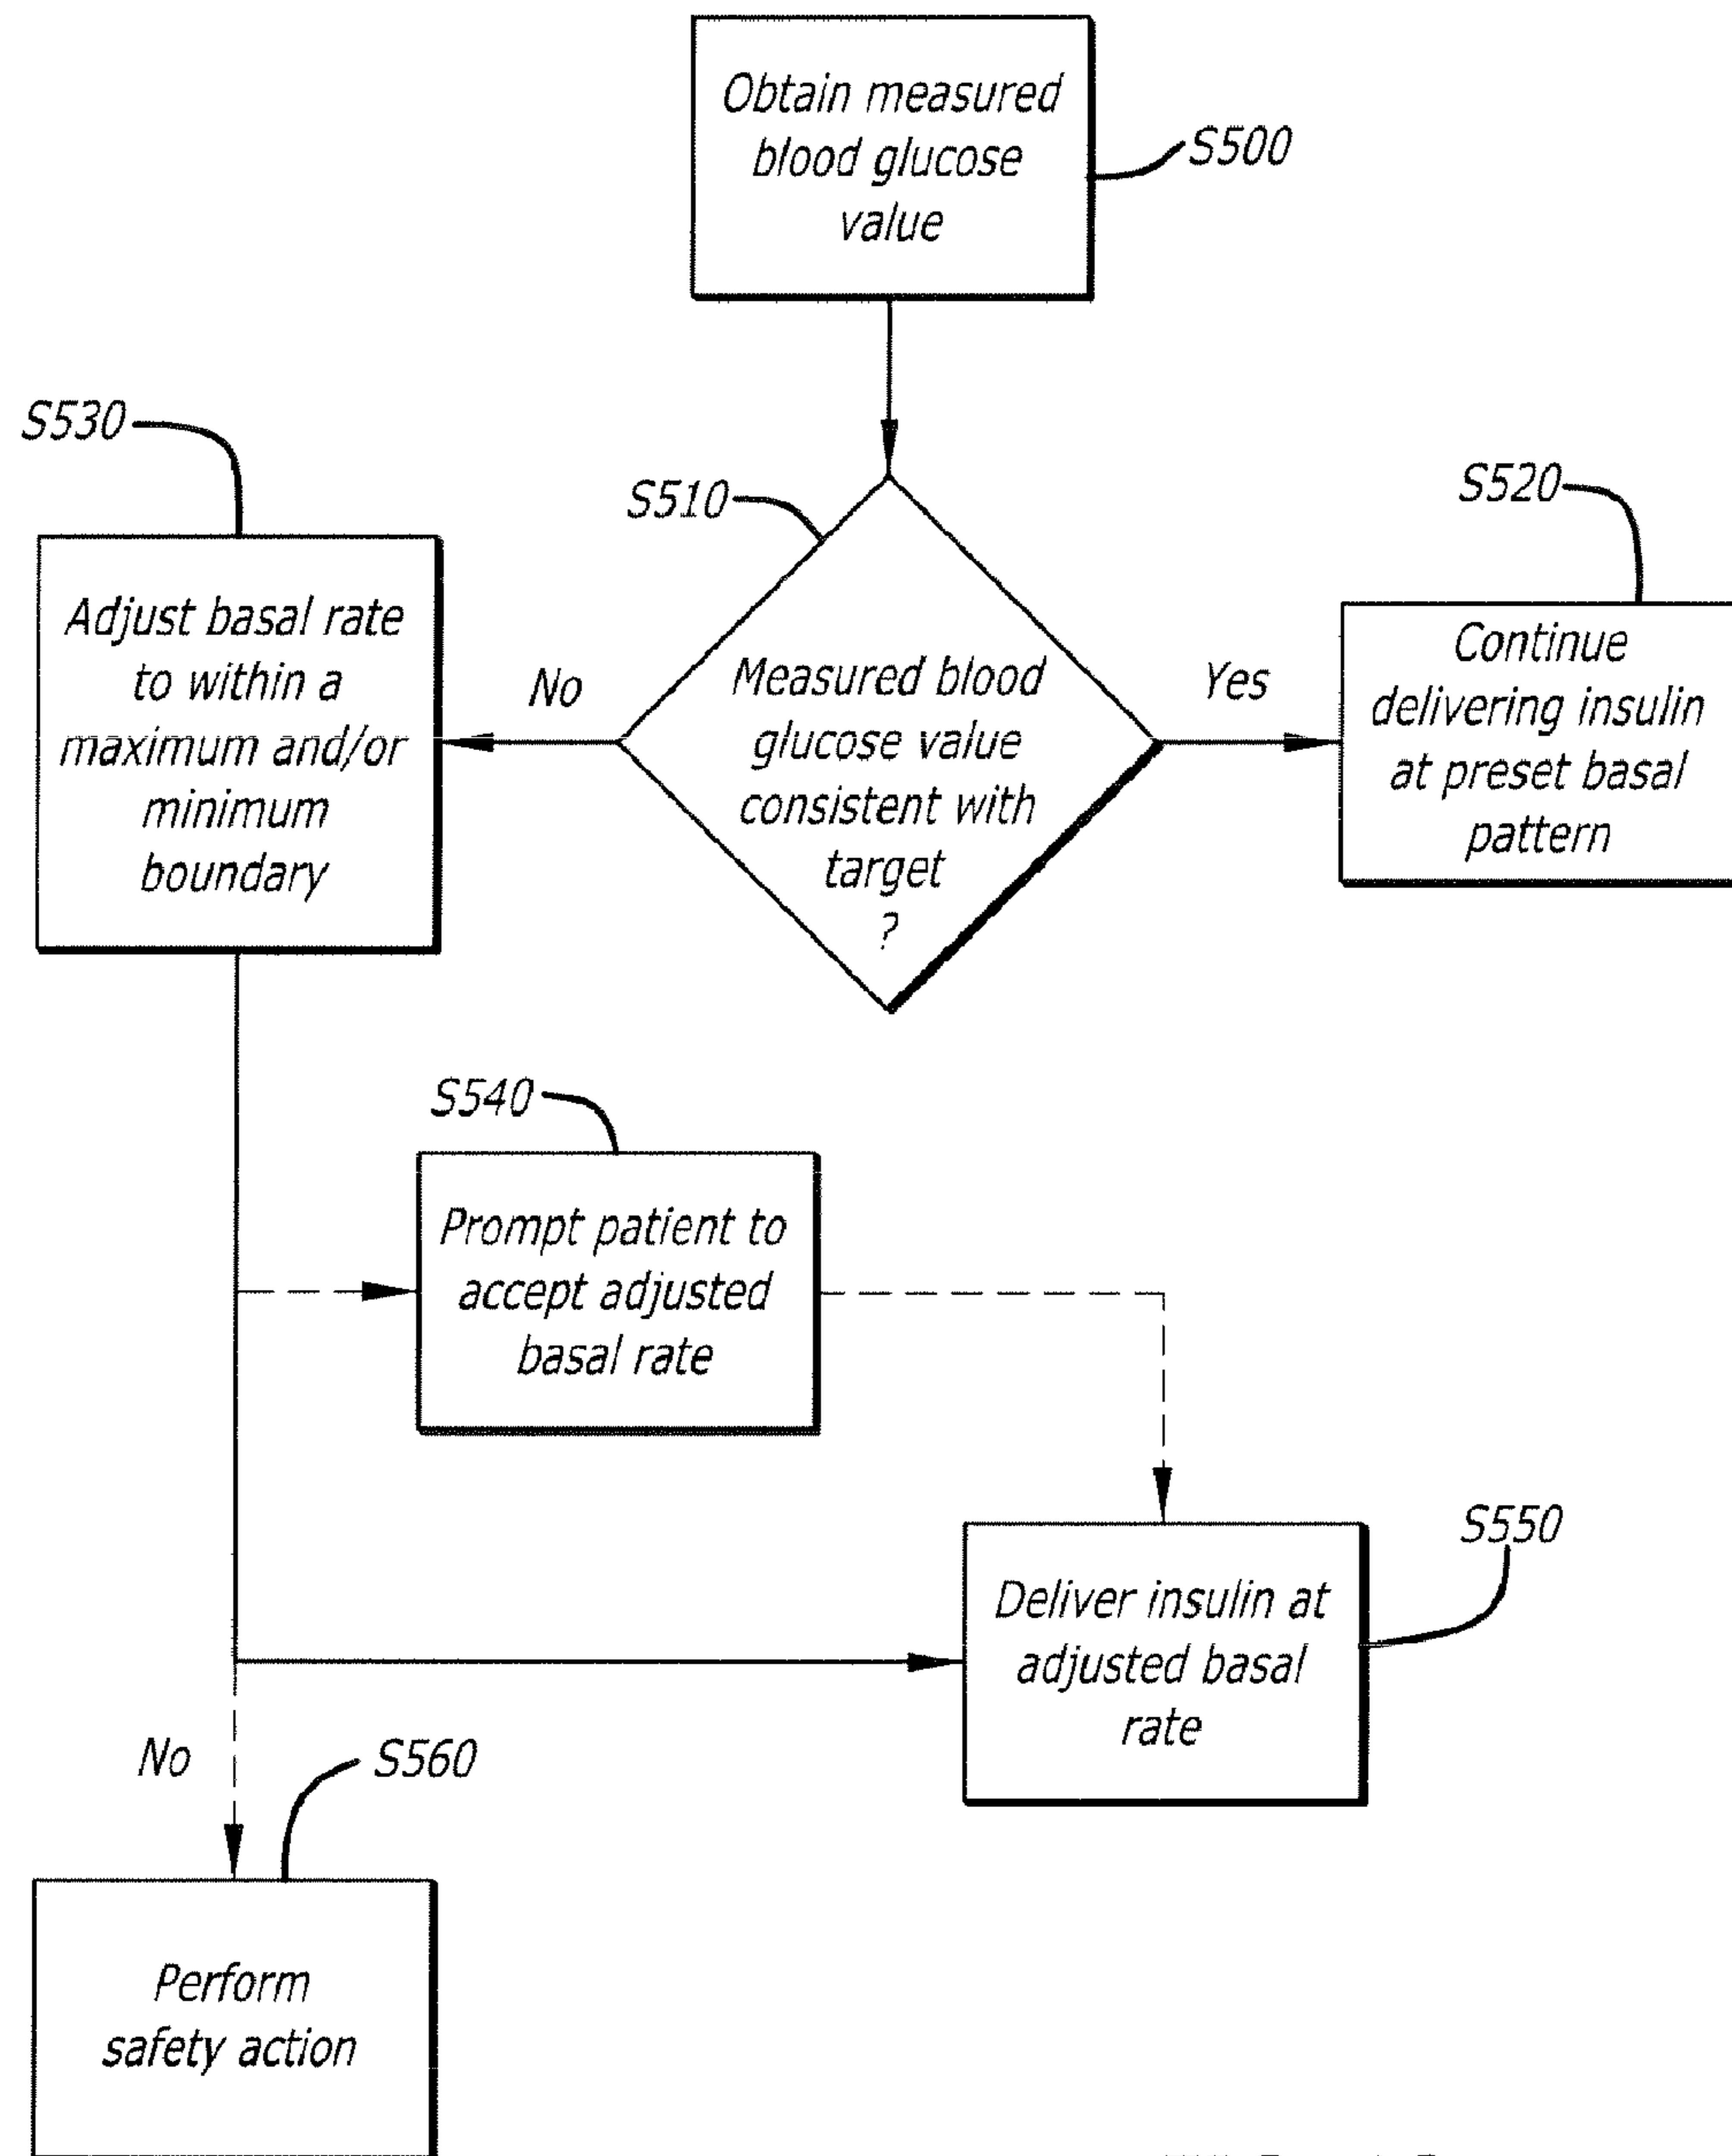 Obtain measured
blood glucose
value
S500
S530
S510
S520
Adjust basal rate
to within a
maximum and/or
minimum
boundary
No
Measured blood
glucose value
consistent with
target
?
Yes
Continue
delivering insulin
at preset basal
pattern
S540
Prompt patient to
accept adjusted
basal rate
S550
Deliver insulin at
adjusted basal
rate
No
S560
Perform
safety action